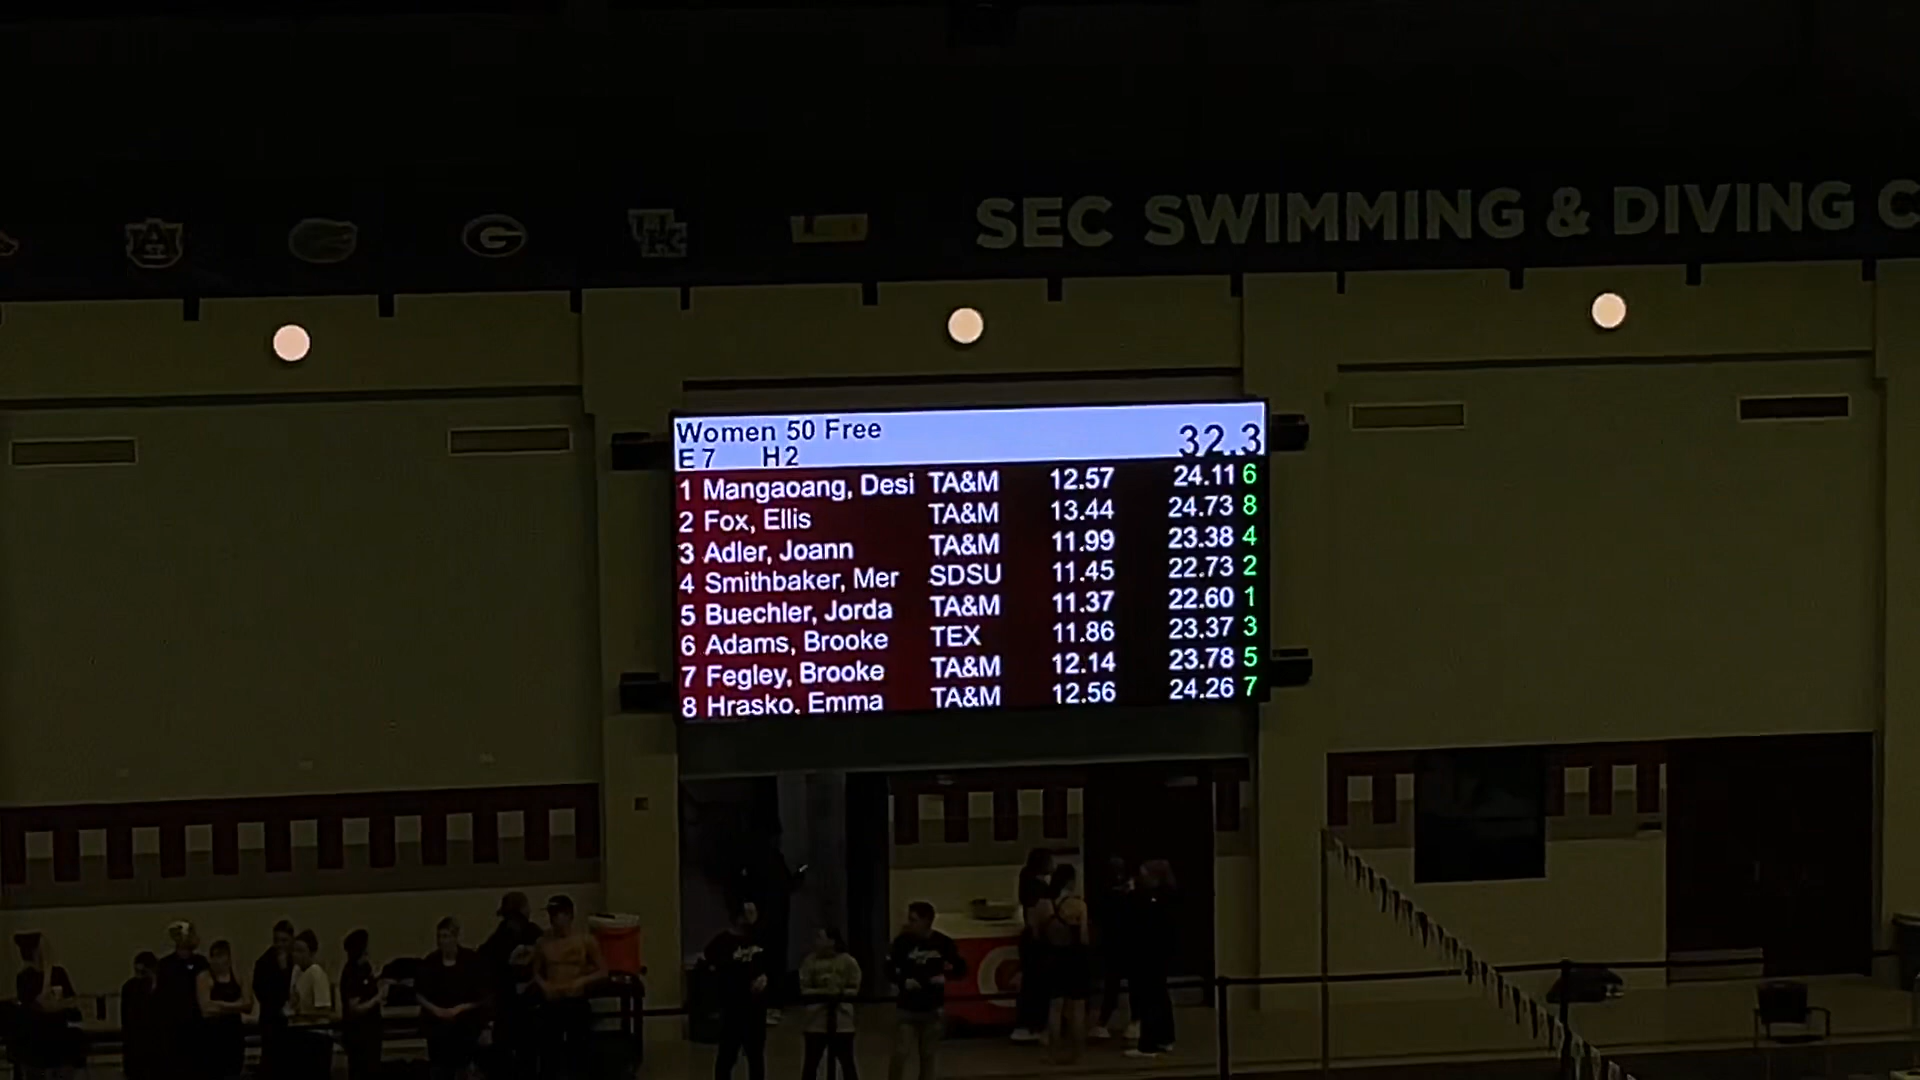 SEC SWIMMING & DIVING C
Women 50 Free 32.3
E 7 H 2
1 Mangaoang, Desi TA&M 12.57 24.11 6
2 Fox, Ellis TA&M 13.44 24.73 8
3 Adler, Joann TA&M 11.99 23.38 4
4 Smithbaker, Mer SDSU 11.45 22.73 2
5 Buechler, Jorda TA&M 11.37 22.60 1
6 Adams, Brooke TEX 11.86 23.37 3
7 Fegley, Brooke TA&M 12.14 23.78 5
8 Hrasko, Emma TA&M 12.56 24.26 7